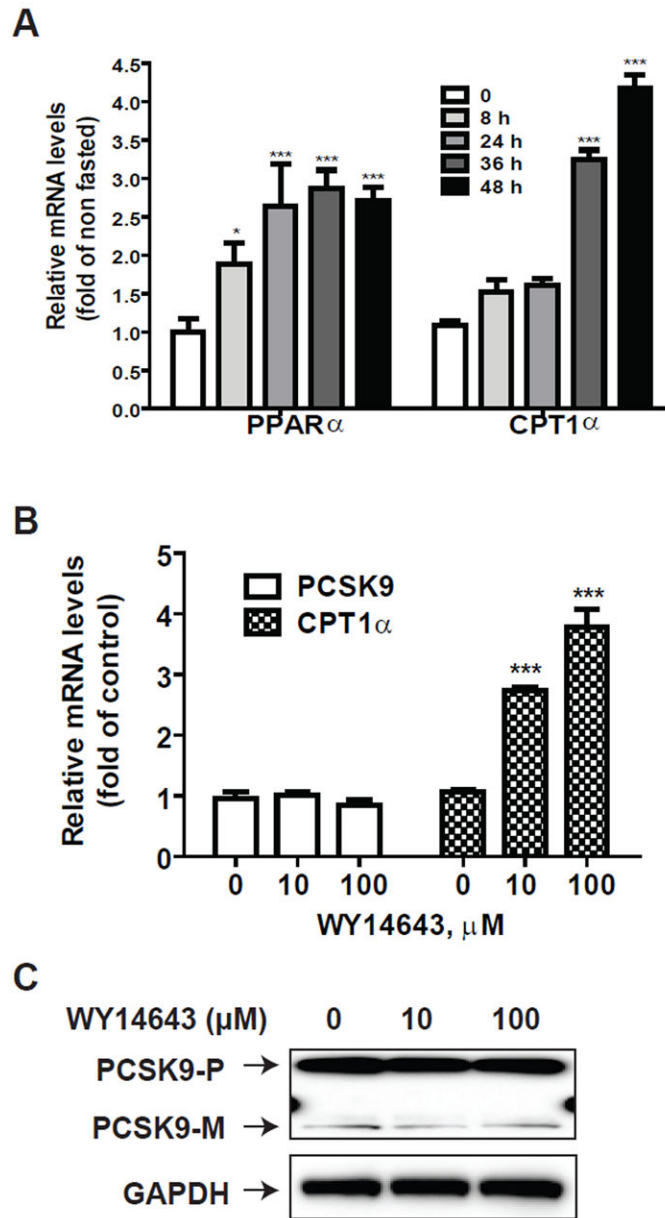 A
Relative mRNA levels
(fold of non fasted)
4.5
4.0
3.5
3.0
2.5
2.0
1.5
1.0
0.5
0.0
*
***
***
***
***
***
0
8 h
24 h
36 h
48 h
PPARα
CPT1α
B
Relative mRNA levels
(fold of control)
5
4
3
2
1
0
PCSK9
CPT1α
***
***
0 10 100 0 10 100
WY14643, μM
C
WY14643 (μM) 0 10 100
PCSK9-P
PCSK9-M
GAPDH